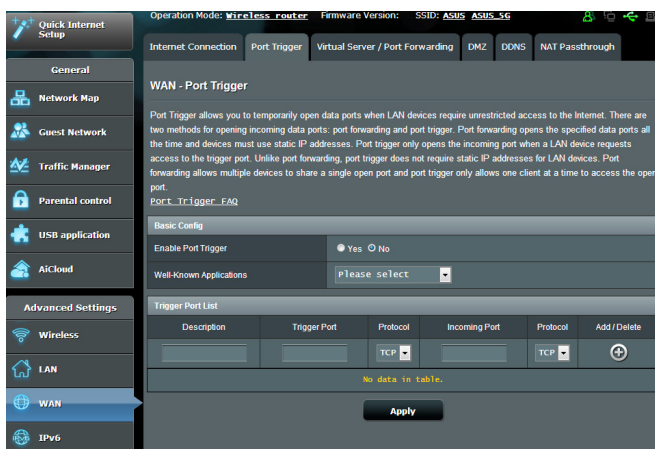 Quick Internet
Setup
General
Network Map
Guest Network
Traffic Manager
Parental control
USB application
AiCloud
Advanced Settings
Wireless
LAN
WAN
IPv6
Operation Mode: Wireless router Firmware Version: SSID: ASUS ASUS_5G
Internet Connection Port Trigger Virtual Server / Port Forwarding DMZ DDNS NAT Passthrough
WAN - Port Trigger
Port Trigger allows you to temporarily open data ports when LAN devices require unrestricted access to the Internet. There are
two methods for opening incoming data ports: port forwarding and port trigger. Port forwarding opens the specified data ports all
the time and devices must use static IP addresses. Port trigger only opens the incoming port when a LAN device requests
access to the trigger port. Unlike port forwarding, port trigger does not require static IP addresses for LAN devices. Port
forwarding allows multiple devices to share a single open port and port trigger only allows one client at a time to access the open
port.
Port Trigger FAQ
Basic Config
Enable Port Trigger Yes No
Well-Known Applications Please select
Trigger Port List
Description Trigger Port Protocol Incoming Port Protocol Add / Delete
TCP TCP
No data in table.
Apply